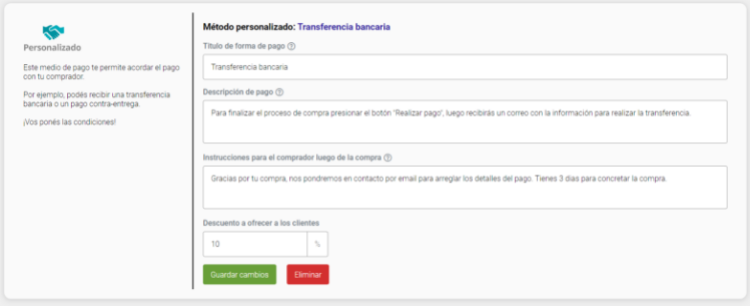 Personalizado
Este medio de pago te permite acordar el pago
con tu comprador.
Por ejemplo, podés recibir una transferencia
bancaria o un pago contra-entrega.
¡Vos ponés las condiciones!
Método personalizado: Transferencia bancaria
Título de forma de pago ?
Transferencia bancaria
Descripción de pago ?
Para finalizar el proceso de compra presionar el botón "Realizar pago", luego recibirás un correo con la información para realizar la transferencia.
Instrucciones para el comprador luego de la compra ?
Gracias por tu compra, nos pondremos en contacto por email para arreglar los detalles del pago. Tienes 3 dias para concretar la compra.
Descuento a ofrecer a los clientes
10 %
Guardar cambios Eliminar